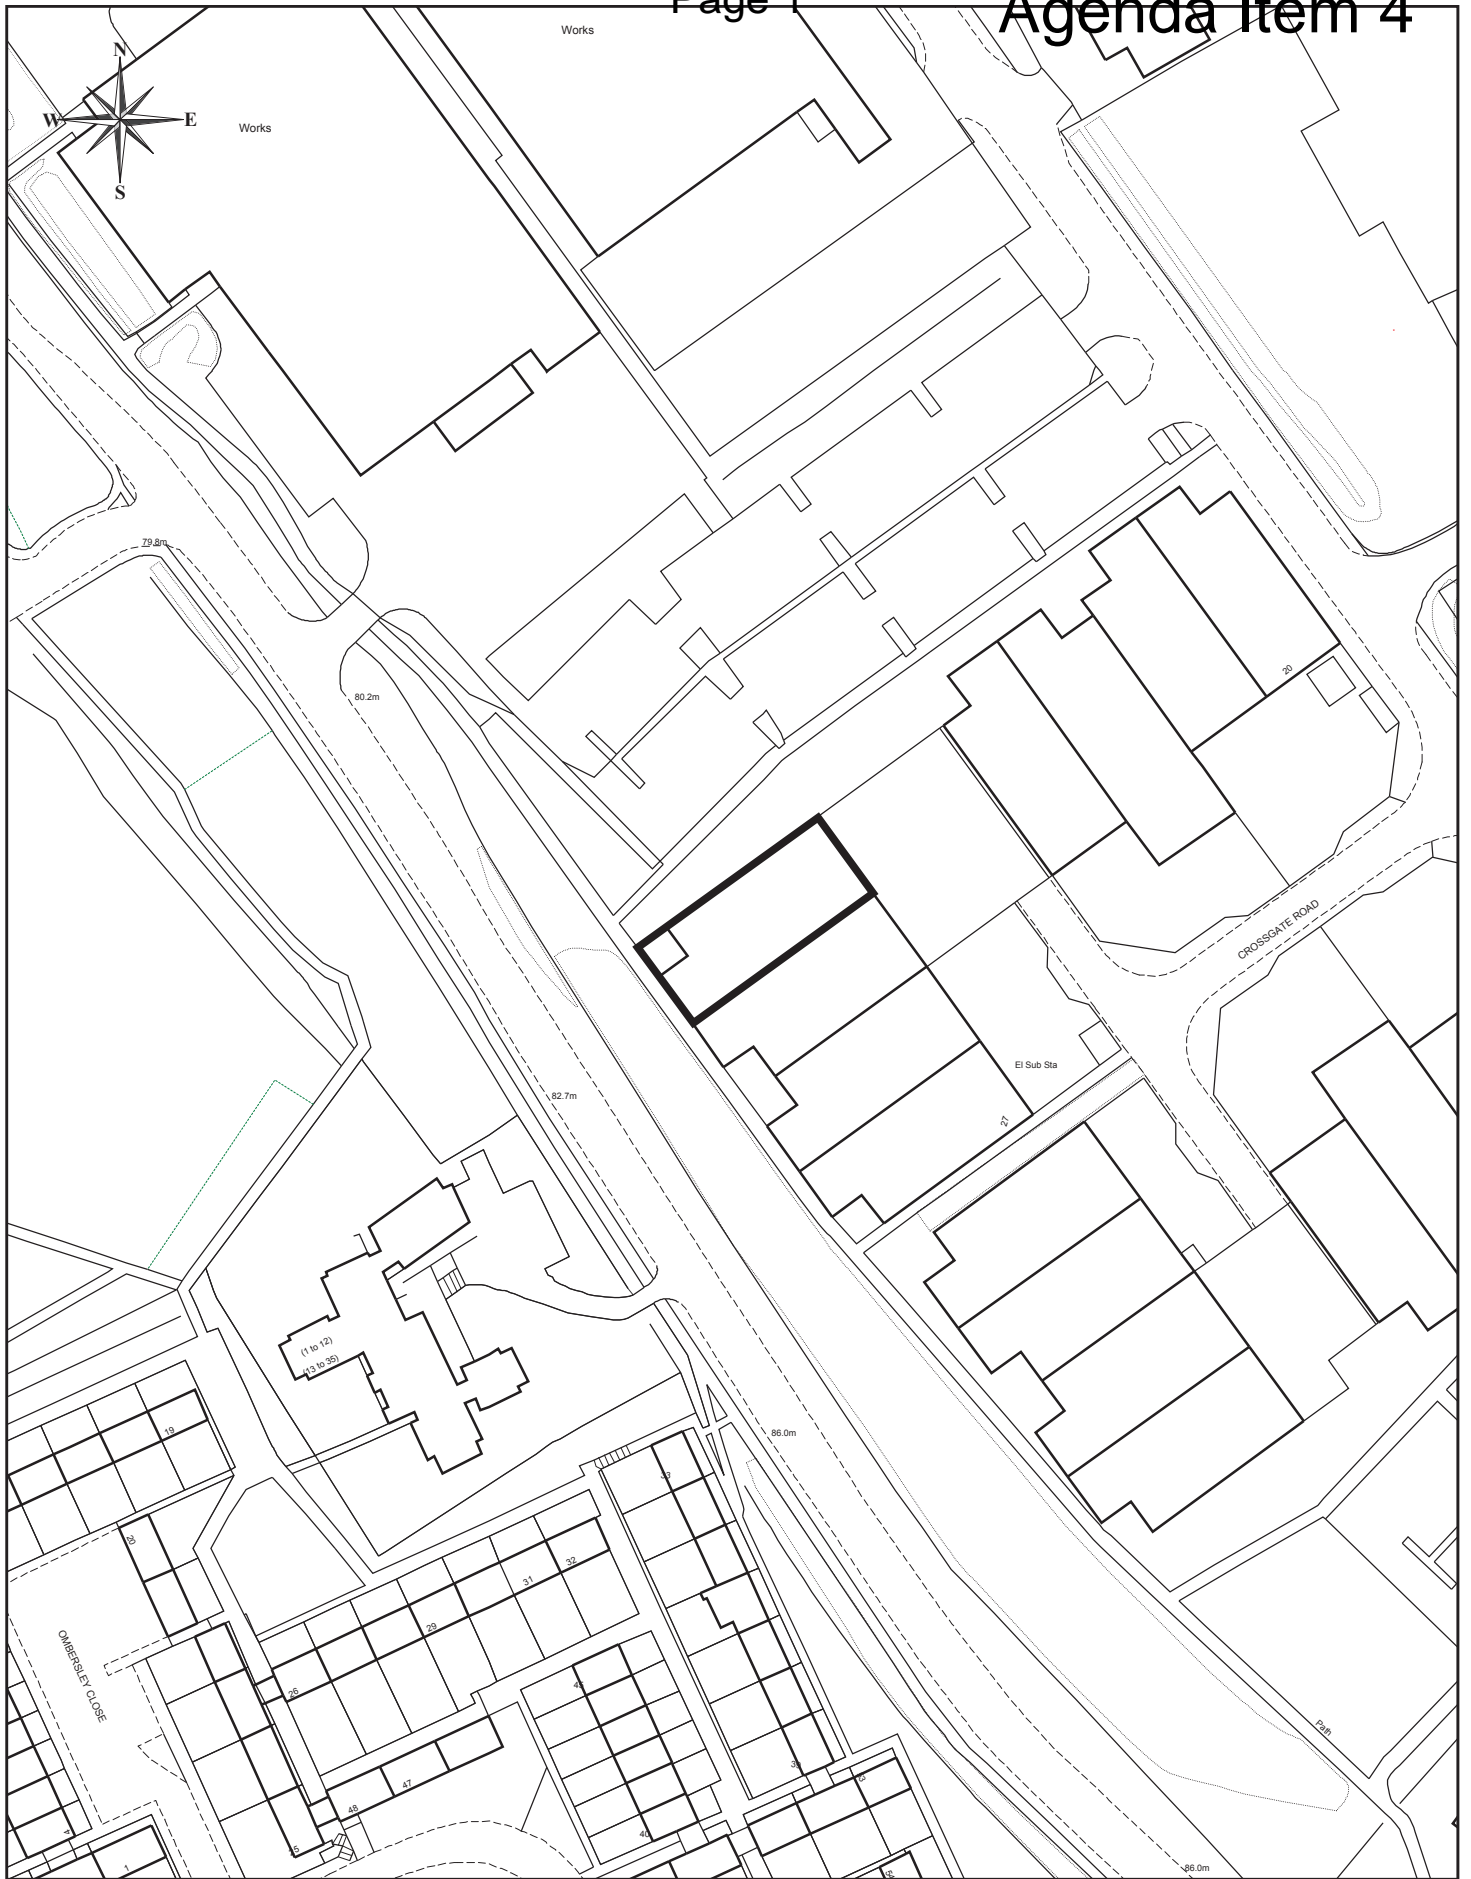 Page 1
Agenda Item 4
Works
N
W
E
S
Works
79.8m
80.2m
20
CROSSGATE ROAD
El Sub Sta
82.7m
27
(1 to 12)
(13 to 35)
19
86.0m
33
20
32
31
29
OMBERSLEY CLOSE
26
45
Path
39
47
48
40
4
1
86.0m